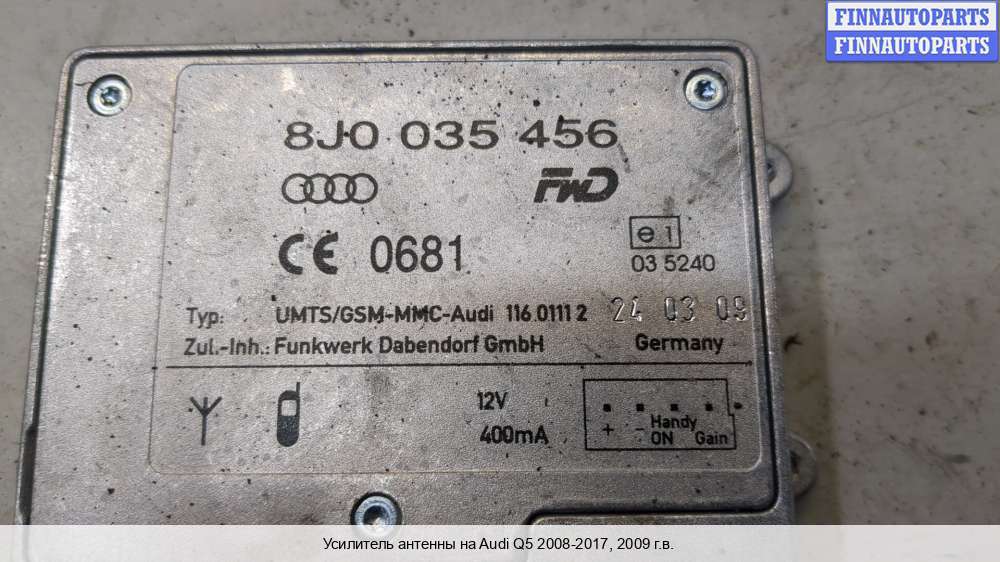 FINNAUTOPARTS
FINNAUTOPARTS
8J0 035 456
FWD
CE 0681
e 1
03 5240
Typ: UMTS/GSM-MMC-Audi 116 0111 2 24 03 09
Zul.-Inh.: Funkwerk Dabendorf GmbH Germany
12V
400mA
+ - Handy ON Gain
Усилитель антенны на Audi Q5 2008-2017, 2009 г.в.